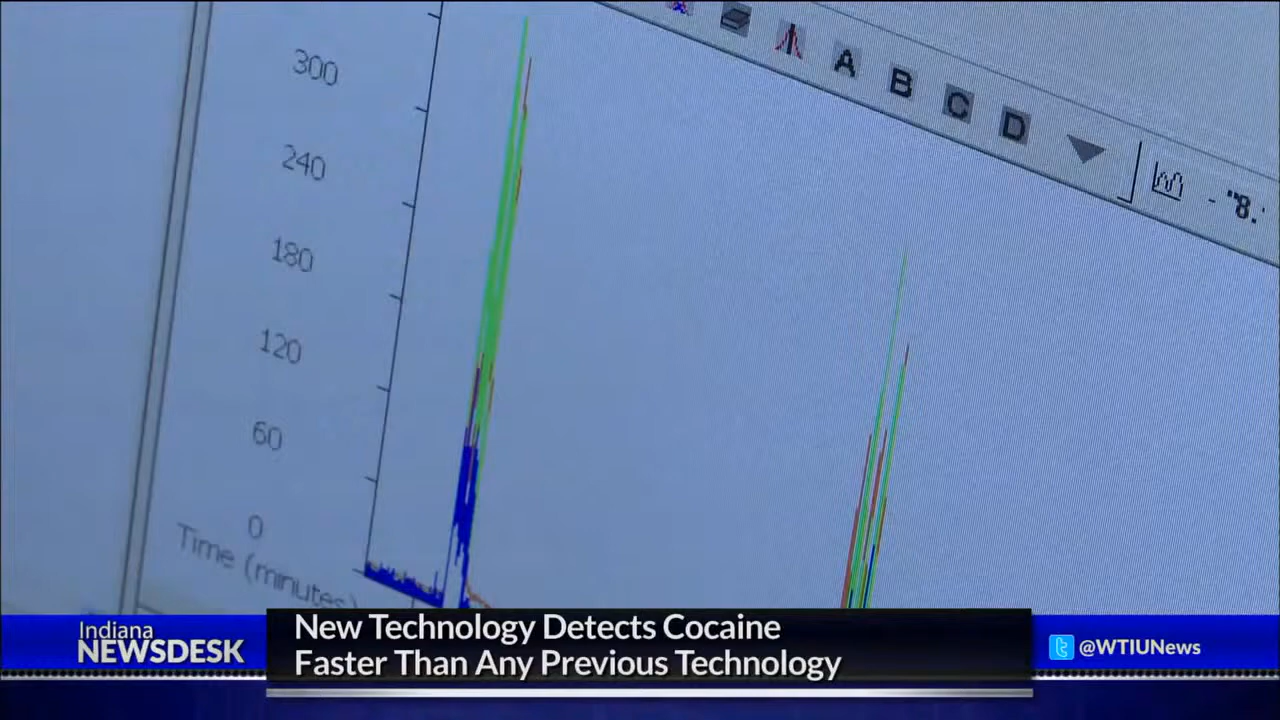 A B C D
-"8.
300
240
180
120
60
0
Time (minutes)
Indiana
NEWSDESK
New Technology Detects Cocaine
Faster Than Any Previous Technology
@WTIUNews